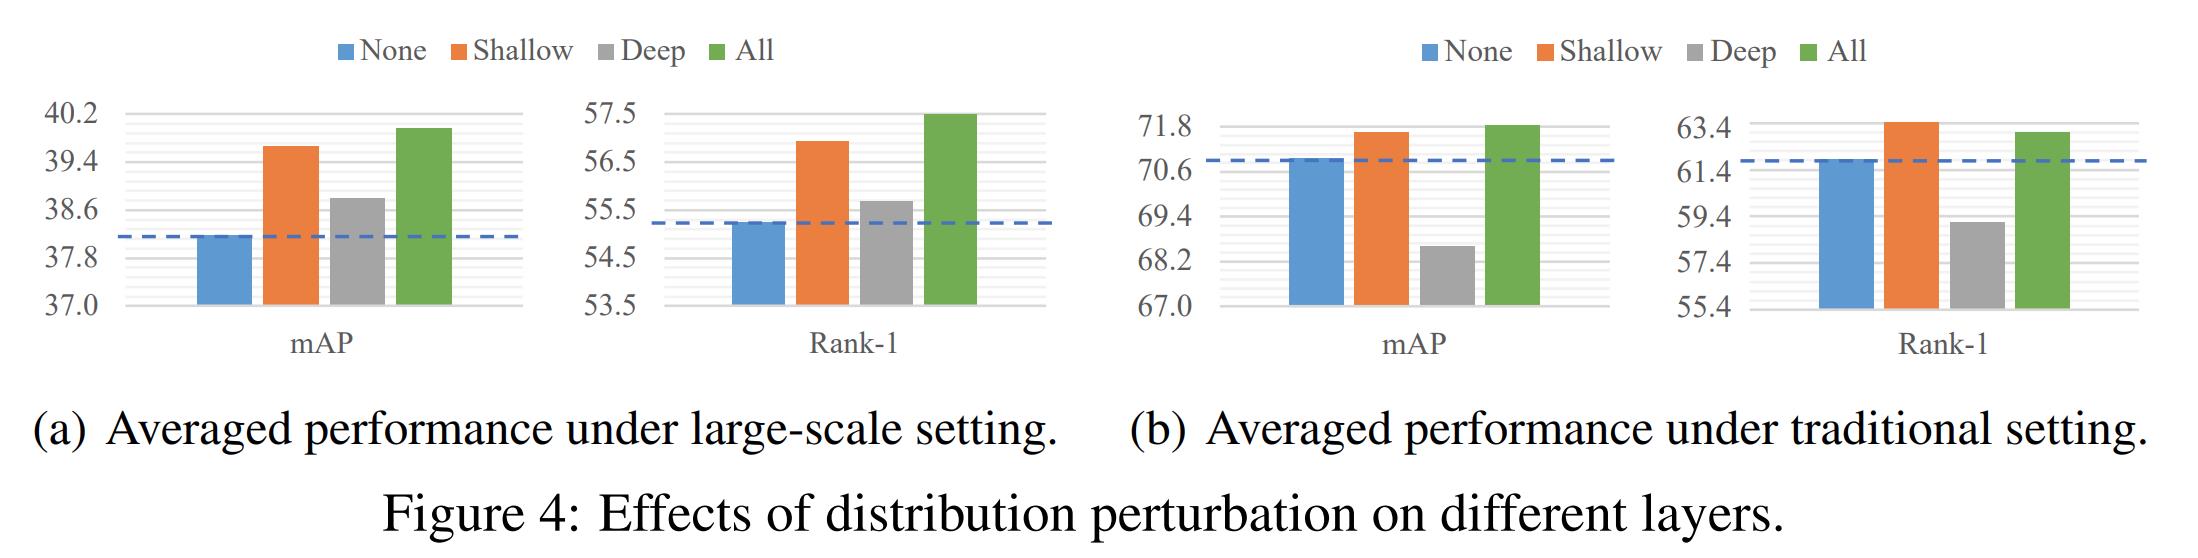 None Shallow Deep All
40.2
39.4
38.6
37.8
37.0
mAP
57.5
56.5
55.5
54.5
53.5
Rank-1
(a) Averaged performance under large-scale setting.
None Shallow Deep All
71.8
70.6
69.4
68.2
67.0
mAP
63.4
61.4
59.4
57.4
55.4
Rank-1
(b) Averaged performance under traditional setting.
Figure 4: Effects of distribution perturbation on different layers.